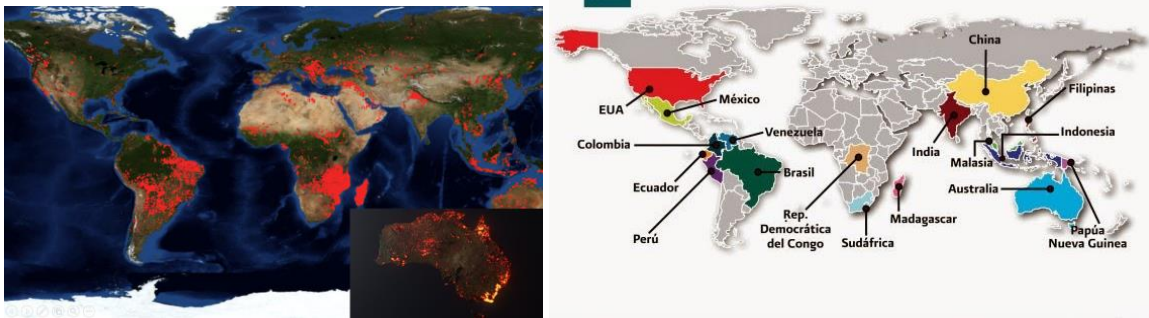 China
Filipinas
EUA
México
Venezuela
Colombia
Indonesia
India
Malasia
Ecuador
Brasil
Australia
Perú
Rep.
Democrática
del Congo
Sudáfrica
Madagascar
Papúa
Nueva Guinea